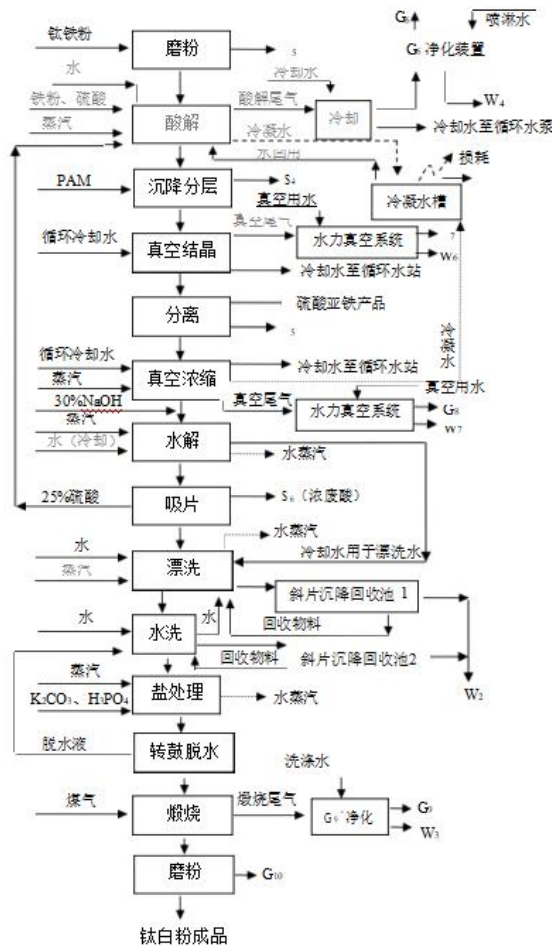 钛铁粉
磨粉
s
水
铁粉、硫酸
蒸汽
酸解
酸解尾气
冷却水
冷却
G₆
喷淋水
G₅净化装置
W₄
冷却水至循环水泵
冷凝水
水回用
损耗
冷凝水槽
PAM
沉降分层
S₄
真空用水
循环冷却水
真空结晶
真空尾气
水力真空系统
7
W₆
冷却水至循环水站
分离
硫酸亚铁产品
s
冷凝水
循环冷却水
蒸汽
真空浓缩
冷却水至循环水站
真空用水
30%NaOH
真空尾气
水力真空系统
G₈
W₇
蒸汽
水（冷却）
水解
水蒸汽
25%硫酸
吸片
S₆（浓废酸）
水蒸汽
水
蒸汽
漂洗
冷却水用于漂洗水
斜片沉降回收池 1
回收物料
水
水洗
水
回收物料
斜片沉降回收池2
W₂
蒸汽
K₂CO₃、H₃PO₄
盐处理
水蒸汽
脱水液
转鼓脱水
洗涤水
煤气
煅烧
煅烧尾气
G₉净化
G₉
W₃
磨粉
G₁₀
钛白粉成品